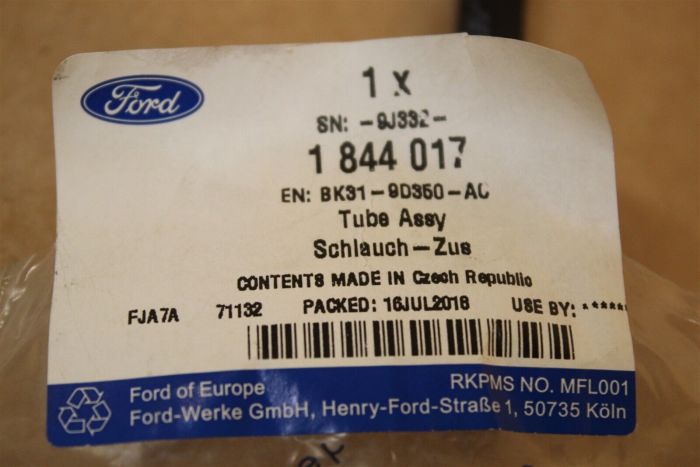 Ford
1 x
SN: -9J332-
1 844 017
EN: BK31-9D350-AC
Tube Assy
Schlauch-Zus
CONTENTS MADE IN Czech Republic
FJA7A 71132 PACKED: 16JUL2018 USE BY: ******
Ford of Europe RKPMS NO. MFL001
Ford-Werke GmbH, Henry-Ford-Straße 1, 50735 Köln